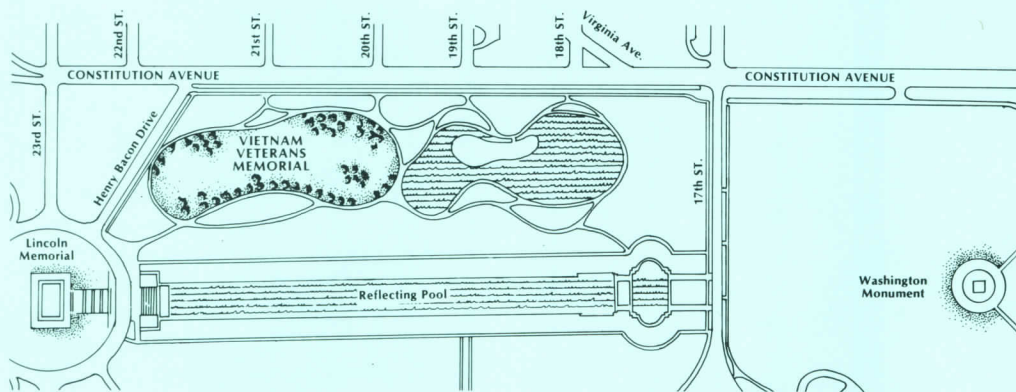 22nd ST.
21st ST.
20th ST.
19th ST.
18th ST.
Virginia Ave.
CONSTITUTION AVENUE
CONSTITUTION AVENUE
23rd ST.
Henry Bacon Drive
VIETNAM
VETERANS
MEMORIAL
17th ST.
Lincoln
Memorial
Reflecting Pool
Washington
Monument